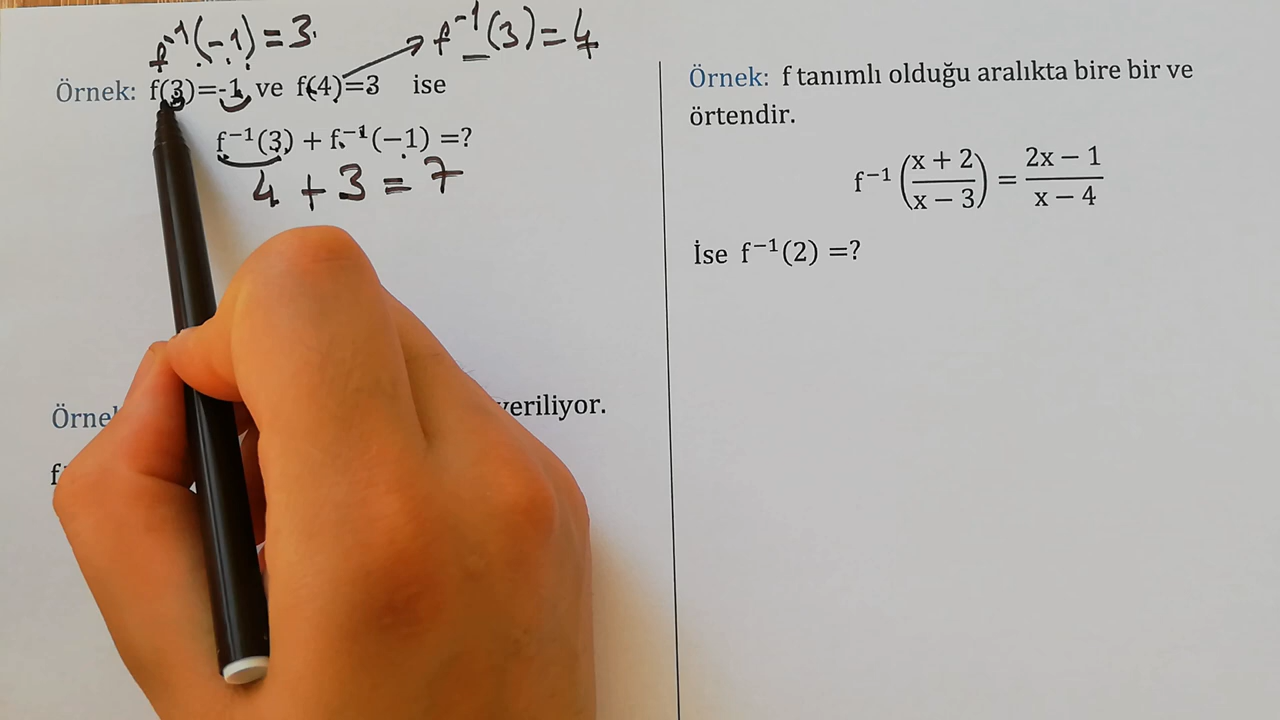 f⁻¹(-1)=3.
f⁻¹(3)=4
Örnek: f(3)=-1 ve f(4)=3 ise
f⁻¹(3) + f⁻¹(−1) =?
4 + 3 = 7
veriliyor.
Örnek: f tanımlı olduğu aralıkta bire bir ve
örtendir.
f⁻¹ (x + 2 / x − 3) = 2x − 1 / x − 4
İse f⁻¹(2) =?